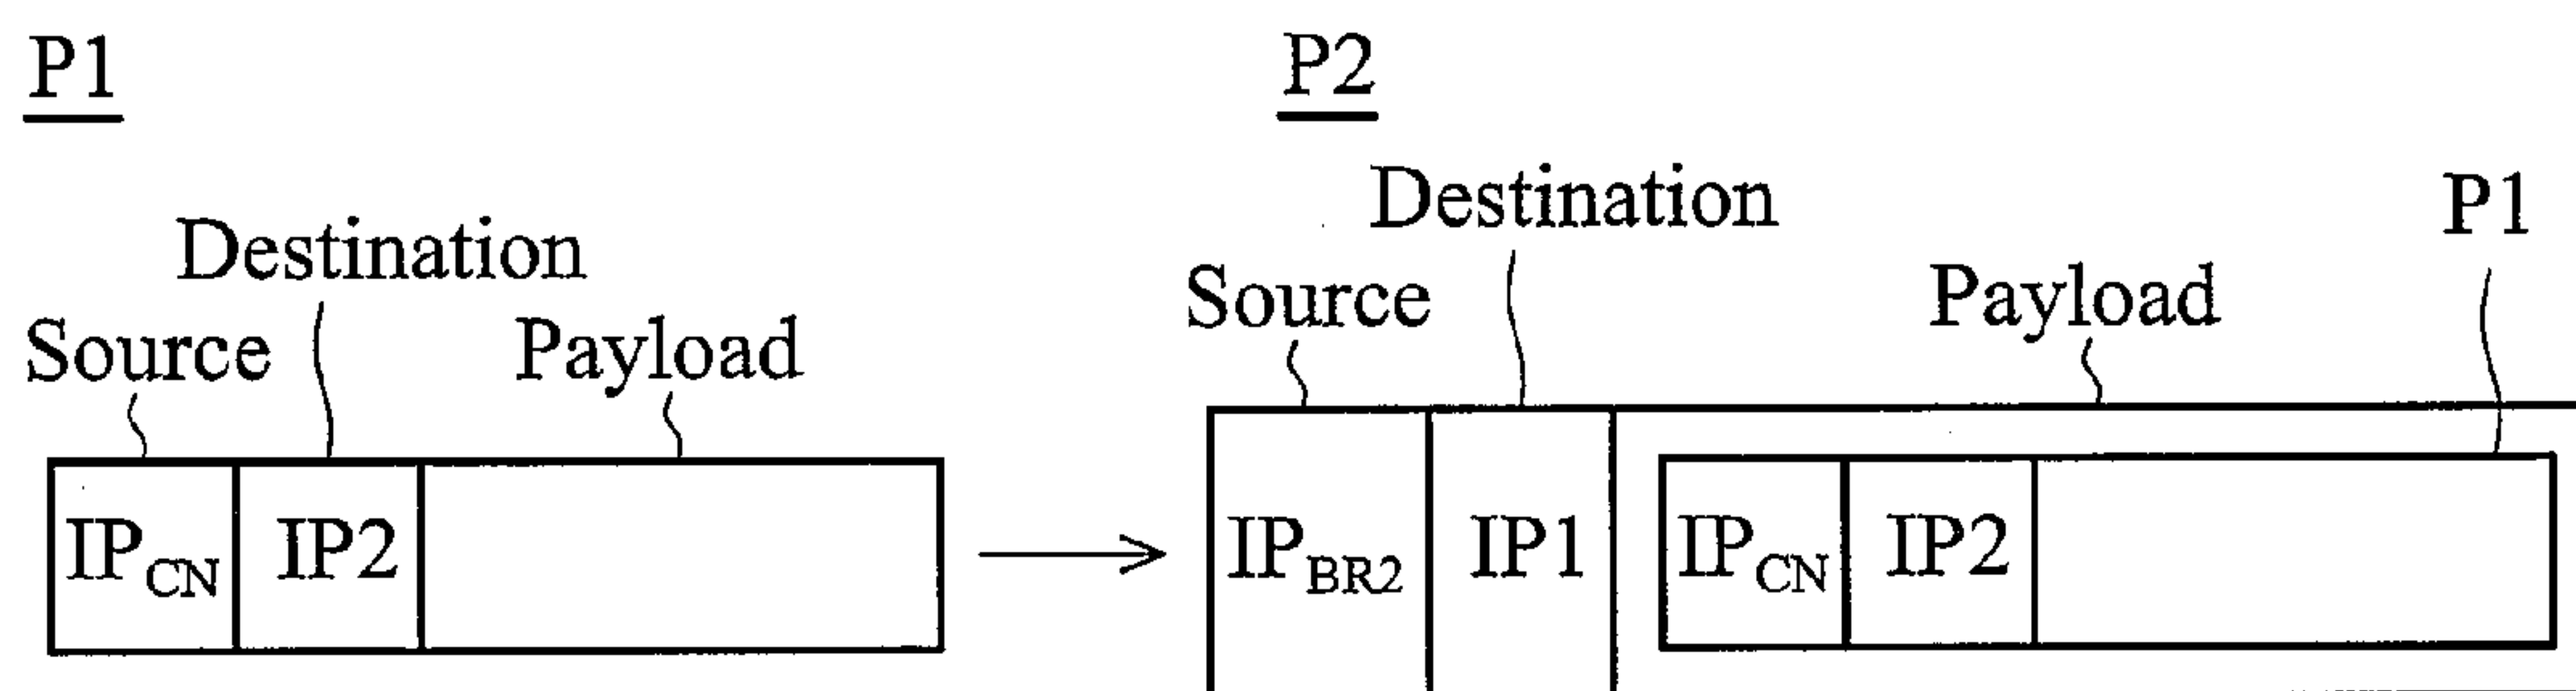 P1
Destination
Source
Payload
IPCN IP2
P2
Destination
P1
Source
Payload
IPBR2 IP1 IPCN IP2